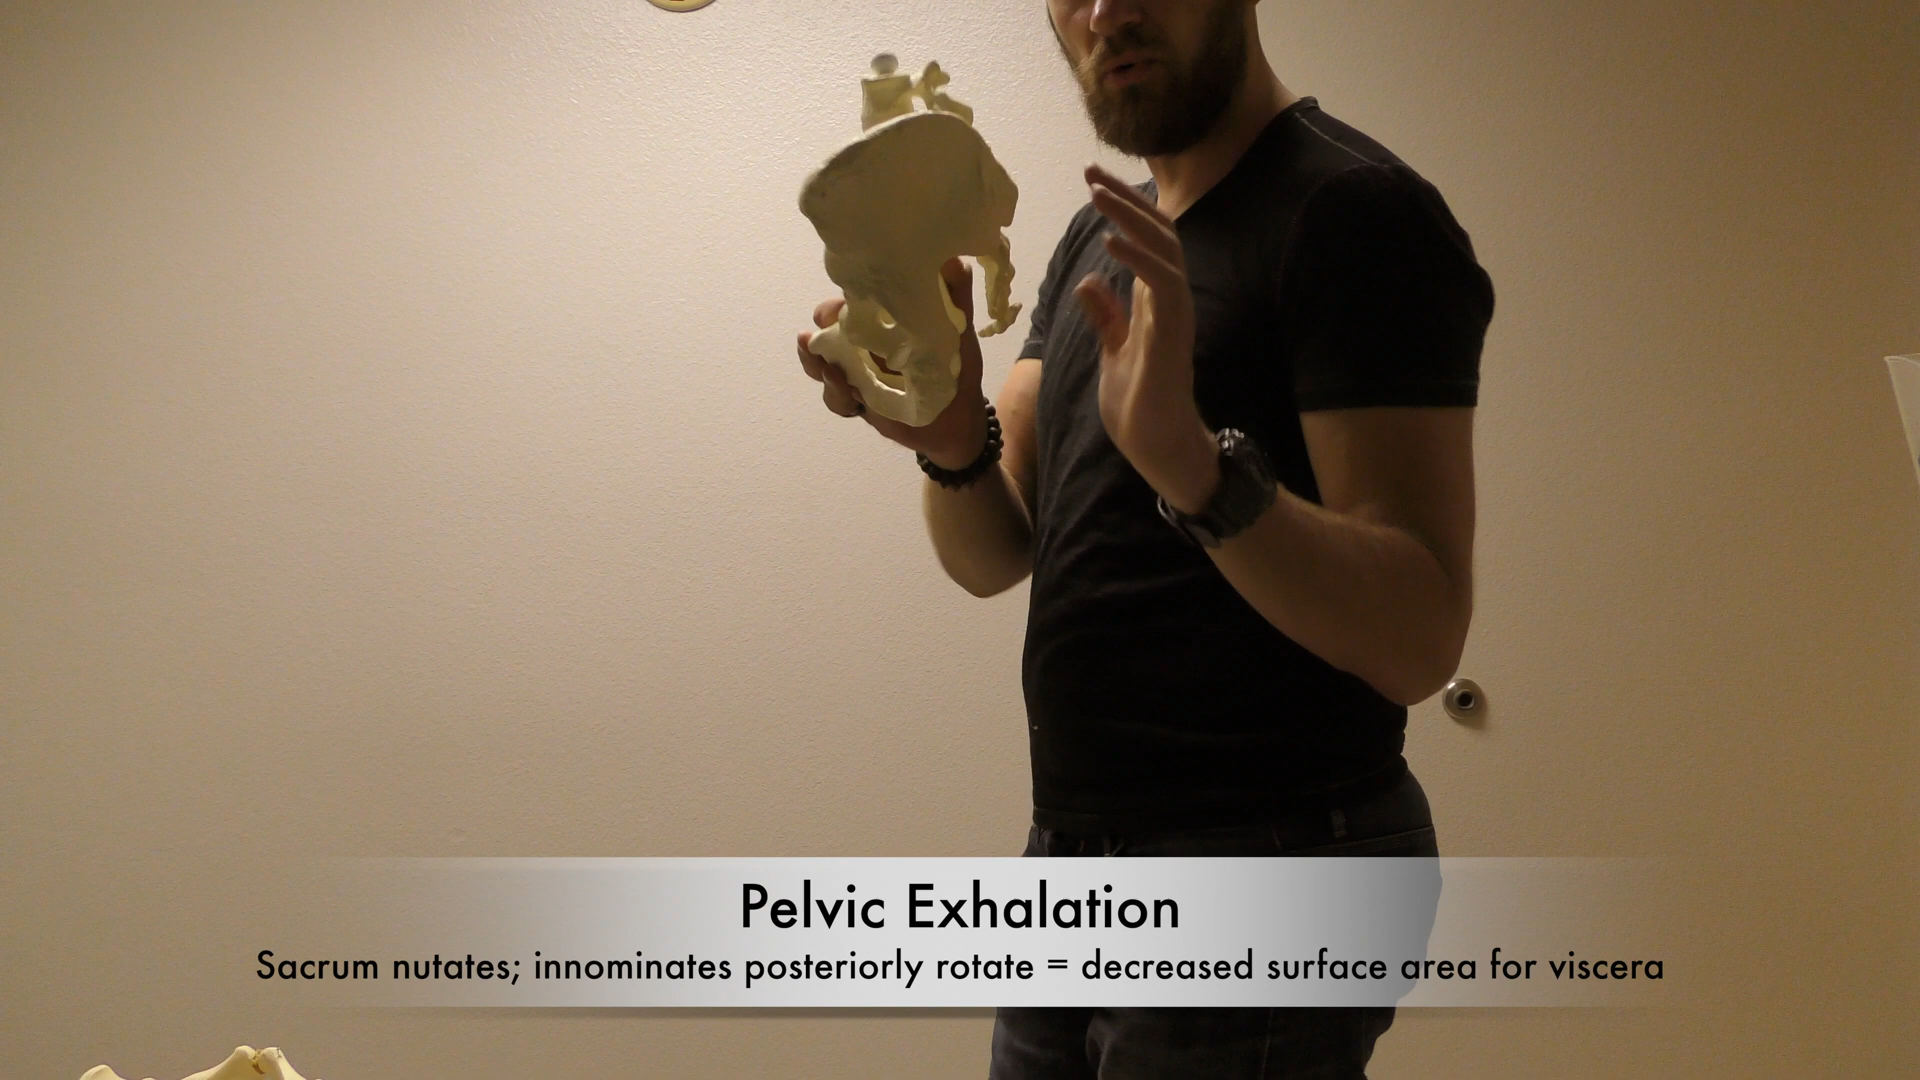 Pelvic Exhalation
Sacrum nutates; innominates posteriorly rotate = decreased surface area for viscera